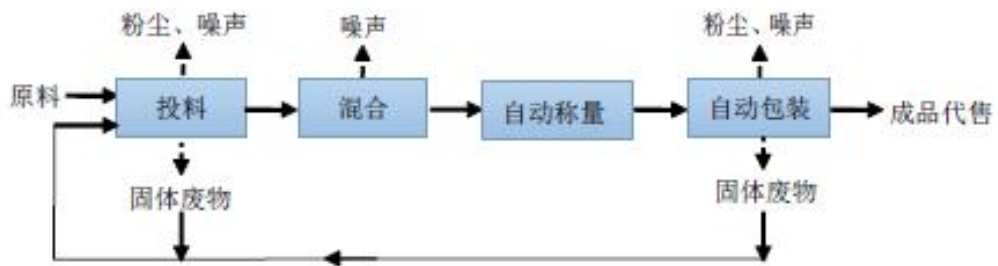 粉尘、噪声
噪声
粉尘、噪声
原料
投料
混合
自动称量
自动包装
成品代售
固体废物
固体废物